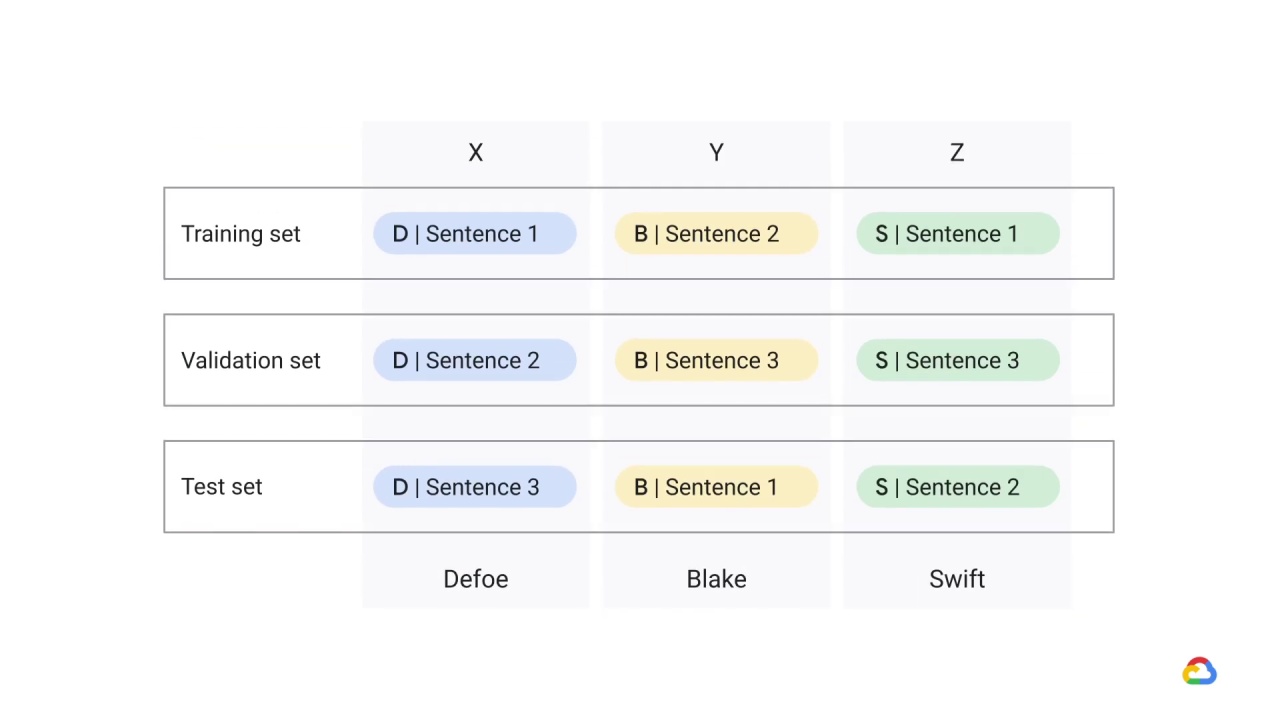 X Y Z
Training set D | Sentence 1 B | Sentence 2 S | Sentence 1
Validation set D | Sentence 2 B | Sentence 3 S | Sentence 3
Test set D | Sentence 3 B | Sentence 1 S | Sentence 2
Defoe Blake Swift